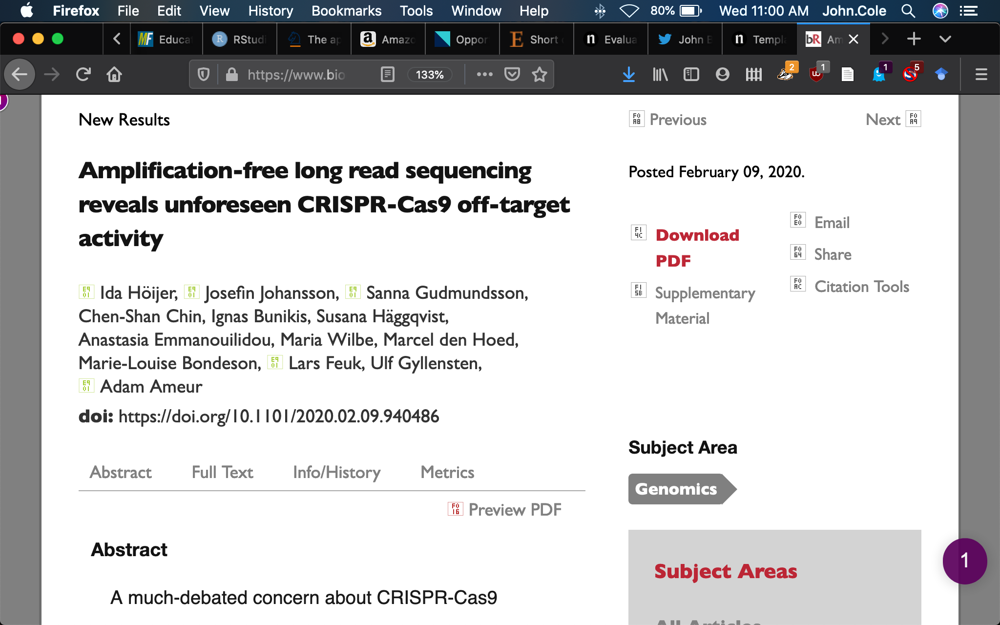 Firefox File Edit View History Bookmarks Tools Window Help 80% Wed 11:00 AM John.Cole
MF Educa R RStudi The ap a Amazo Oppor E Short n Evalua John n Templa bR Am
https://www.bio 133% 2 1 1 5
New Results
Previous Next
Amplification-free long read sequencing
reveals unforeseen CRISPR-Cas9 off-target
activity
Ida Höijer, Josefin Johansson, Sanna Gudmundsson,
Chen-Shan Chin, Ignas Bunikis, Susana Häggqvist,
Anastasia Emmanouilidou, Maria Wilbe, Marcel den Hoed,
Marie-Louise Bondeson, Lars Feuk, Ulf Gyllensten,
Adam Ameur
doi: https://doi.org/10.1101/2020.02.09.940486
Abstract Full Text Info/History Metrics
Preview PDF
Abstract
A much-debated concern about CRISPR-Cas9
Posted February 09, 2020.
Download
PDF
Supplementary
Material
Email
Share
Citation Tools
Subject Area
Genomics
Subject Areas
All Articles
1